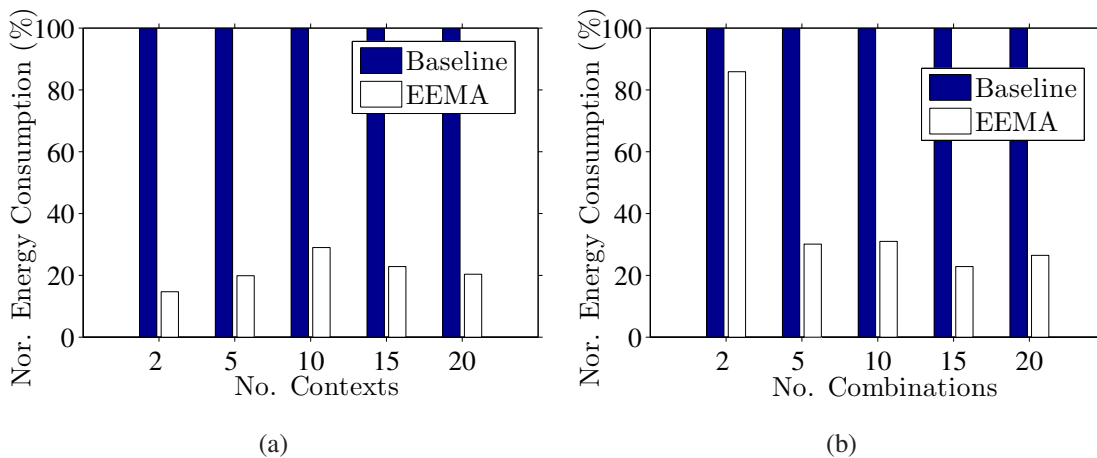 Nor. Energy Consumption (%)
100
80
60
40
20
0
Baseline
EEMA
2 5 10 15 20
No. Contexts
(a)
Nor. Energy Consumption (%)
100
80
60
40
20
0
Baseline
EEMA
2 5 10 15 20
No. Combinations
(b)